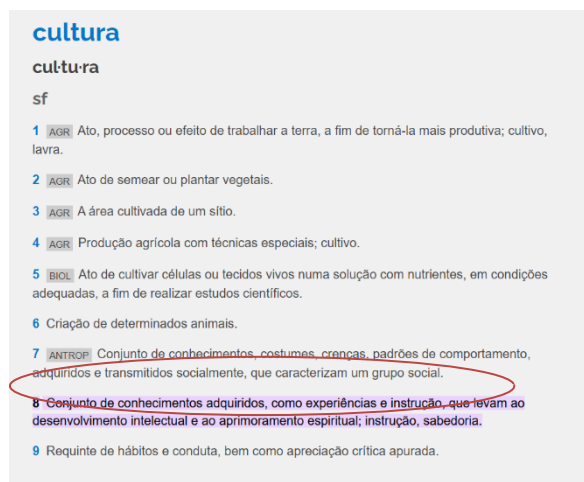 cultura
cul·tu·ra
sf
1 AGR Ato, processo ou efeito de trabalhar a terra, a fim de torná-la mais produtiva; cultivo,
lavra.
2 AGR Ato de semear ou plantar vegetais.
3 AGR A área cultivada de um sítio.
4 AGR Produção agrícola com técnicas especiais; cultivo.
5 BIOL Ato de cultivar células ou tecidos vivos numa solução com nutrientes, em condições
adequadas, a fim de realizar estudos científicos.
6 Criação de determinados animais.
7 ANTROP Conjunto de conhecimentos, costumes, crenças, padrões de comportamento,
adquiridos e transmitidos socialmente, que caracterizam um grupo social.
8 Conjunto de conhecimentos adquiridos, como experiências e instrução, que levam ao
desenvolvimento intelectual e ao aprimoramento espiritual; instrução, sabedoria.
9 Requinte de hábitos e conduta, bem como apreciação crítica apurada.